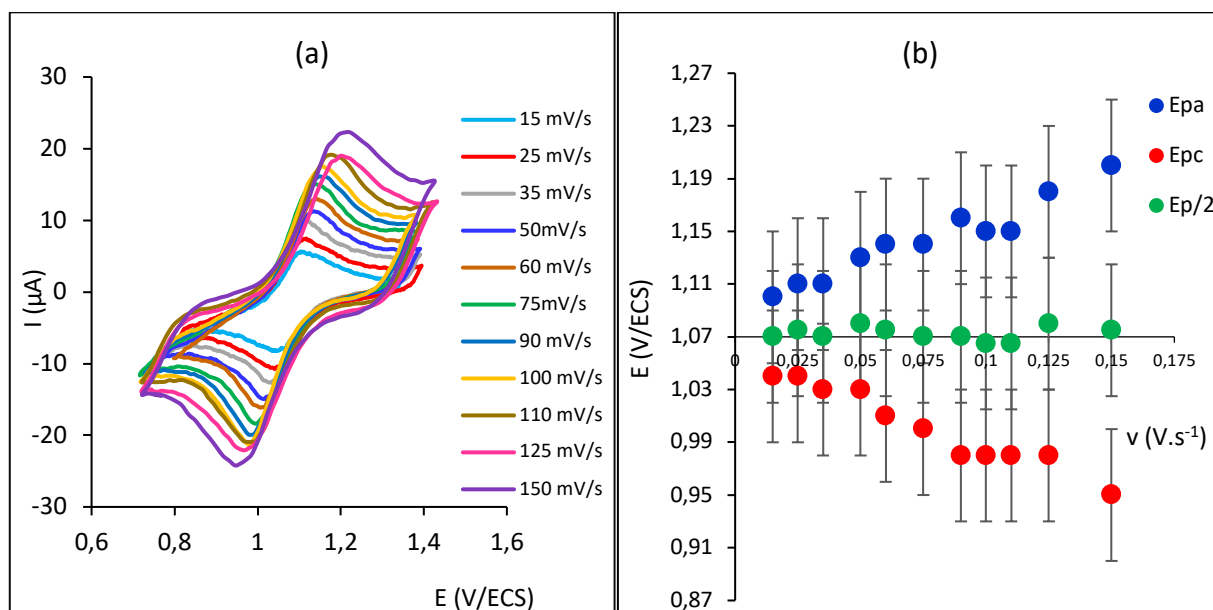 (a)
30
20
10
0
-10
-20
-30
I (µA)
0,6
0,8
1
1,2
1,4
1,6
E (V/ECS)
15 mV/s
25 mV/s
35 mV/s
50mV/s
60 mV/s
75mV/s
90 mV/s
100 mV/s
110 mV/s
125 mV/s
150 mV/s
(b)
1,27
1,23
1,19
1,15
1,11
1,07
1,03
0,99
0,95
0,91
0,87
E (V/ECS)
0
0,025
0,05
0,075
0,1
0,125
0,15
0,175
ν (V.s⁻¹)
Epa
Epc
Ep/2